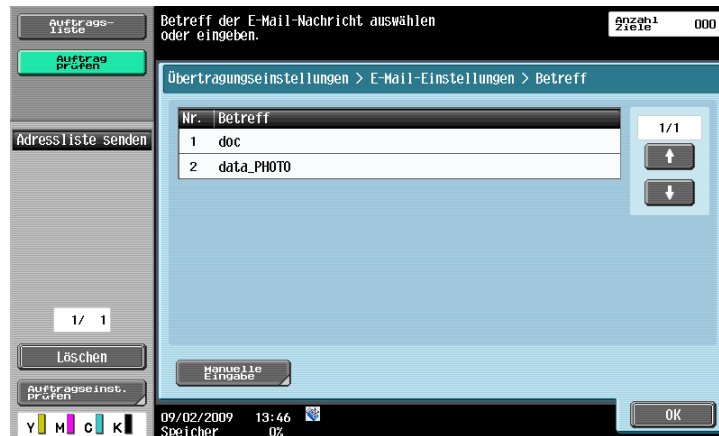 Auftrags-
liste
Auftrag
prüfen
Adressliste senden
1/ 1
Löschen
Auftragseinst.
prüfen
Y M C K
Betreff der E-Mail-Nachricht auswählen
oder eingeben.
Anzahl
Ziele 000
Übertragungseinstellungen > E-Mail-Einstellungen > Betreff
Nr. Betreff
1 doc
2 data_PHOTO
1/1
Manuelle
Eingabe
09/02/2009 13:46
Speicher 0%
OK